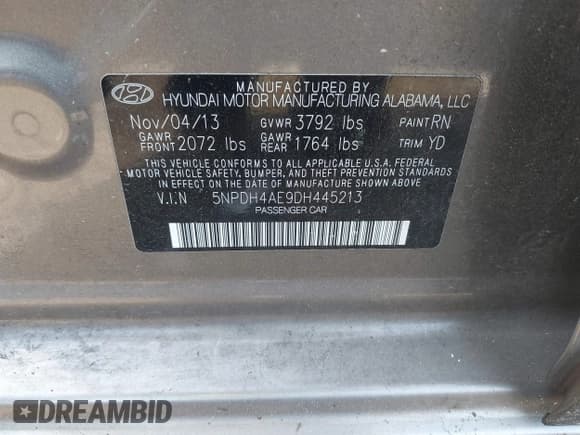 MANUFACTURED BY
HYUNDAI MOTOR MANUFACTURING ALABAMA, LLC
Nov/04/13 GVWR 3792 lbs PAINT RN
GAWR FRONT 2072 lbs GAWR REAR 1764 lbs TRIM YD
THIS VEHICLE CONFORMS TO ALL APPLICABLE U.S.A. FEDERAL
MOTOR VEHICLE SAFETY, BUMPER, AND THEFT PREVENTION STANDARDS
IN EFFECT ON THE DATE OF MANUFACTURE SHOWN ABOVE.
V.I.N 5NPDH4AE9DH445213
PASSENGER CAR
DREAMBID